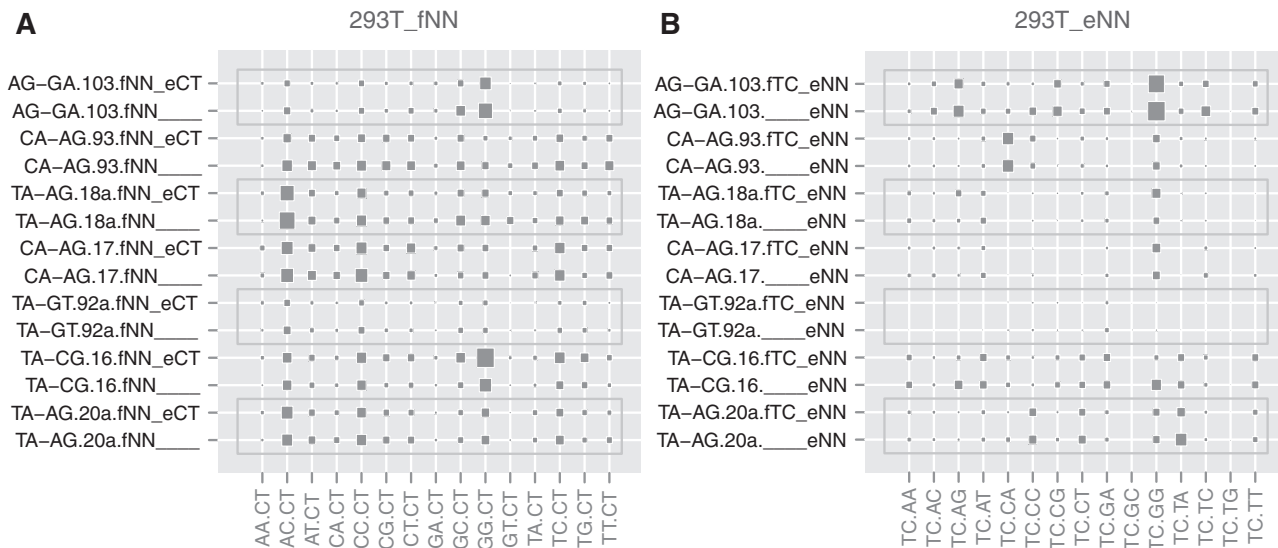 A
293T_fNN
AG–GA.103.fNN_eCT
AG–GA.103.fNN____
CA–AG.93.fNN_eCT
CA–AG.93.fNN____
TA–AG.18a.fNN_eCT
TA–AG.18a.fNN____
CA–AG.17.fNN_eCT
CA–AG.17.fNN____
TA–GT.92a.fNN_eCT
TA–GT.92a.fNN____
TA–CG.16.fNN_eCT
TA–CG.16.fNN____
TA–AG.20a.fNN_eCT
TA–AG.20a.fNN____
AA.CT
AC.CT
AT.CT
CA.CT
CC.CT
CG.CT
CT.CT
GA.CT
GC.CT
GG.CT
GT.CT
TA.CT
TC.CT
TG.CT
TT.CT
B
293T_eNN
AG–GA.103.fTC_eNN
AG–GA.103.____eNN
CA–AG.93.fTC_eNN
CA–AG.93.____eNN
TA–AG.18a.fTC_eNN
TA–AG.18a.____eNN
CA–AG.17.fTC_eNN
CA–AG.17.____eNN
TA–GT.92a.fTC_eNN
TA–GT.92a.____eNN
TA–CG.16.fTC_eNN
TA–CG.16.____eNN
TA–AG.20a.fTC_eNN
TA–AG.20a.____eNN
TC.AA
TC.AC
TC.AG
TC.AT
TC.CA
TC.CC
TC.CG
TC.CT
TC.GA
TC.GC
TC.GG
TC.TA
TC.TC
TC.TG
TC.TT